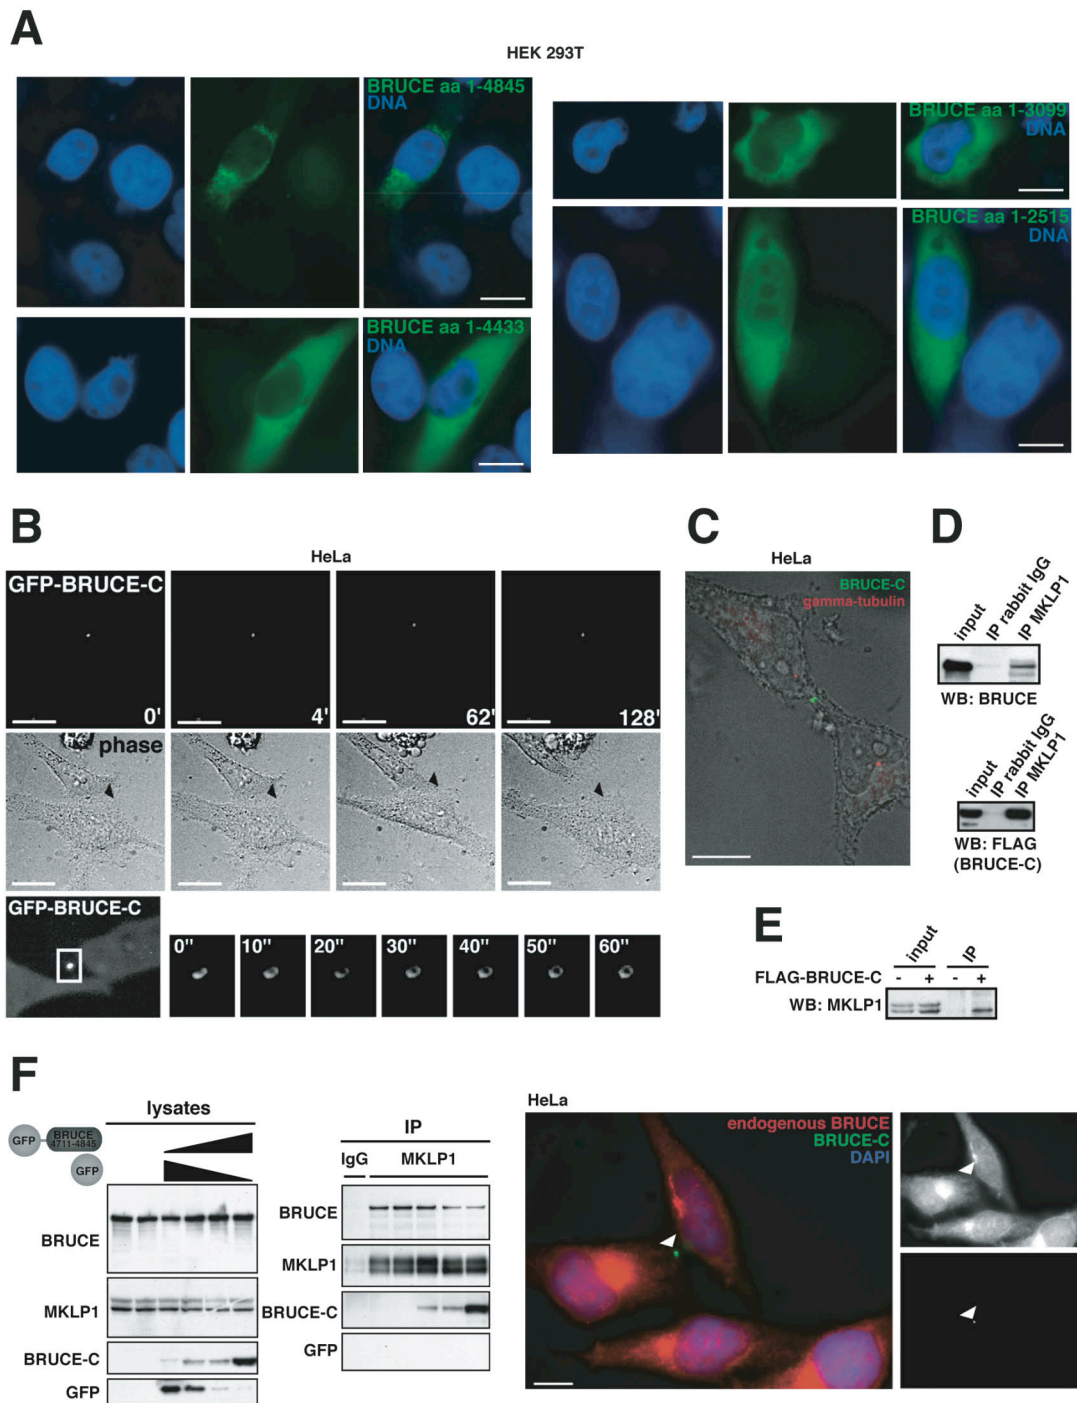 A
HEK 293T
BRUCE aa 1-4845
DNA
BRUCE aa 1-3099
DNA
BRUCE aa 1-4433
DNA
BRUCE aa 1-2515
DNA
B
HeLa
GFP-BRUCE-C
0'
4'
62'
128'
phase
GFP-BRUCE-C
0''
10''
20''
30''
40''
50''
60''
C
HeLa
BRUCE-C
gamma-tubulin
D
input
IP rabbit IgG
IP MKLP1
WB: BRUCE
input
IP rabbit IgG
IP MKLP1
WB: FLAG
(BRUCE-C)
E
input
IP
FLAG-BRUCE-C - + - +
WB: MKLP1
F
lysates
GFP
BRUCE
4711-4845
GFP
BRUCE
MKLP1
BRUCE-C
GFP
IP
IgG MKLP1
BRUCE
MKLP1
BRUCE-C
GFP
HeLa
endogenous BRUCE
BRUCE-C
DAPI